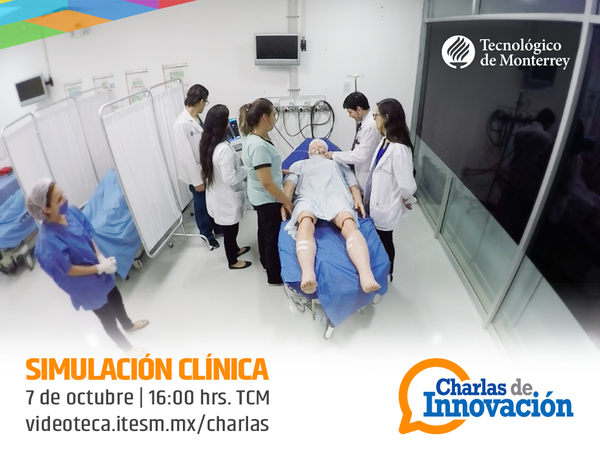 Tecnológico
de Monterrey
SIMULACIÓN CLÍNICA
7 de octubre | 16:00 hrs. TCM
videoteca.itesm.mx/charlas
Charlas de
Innovación